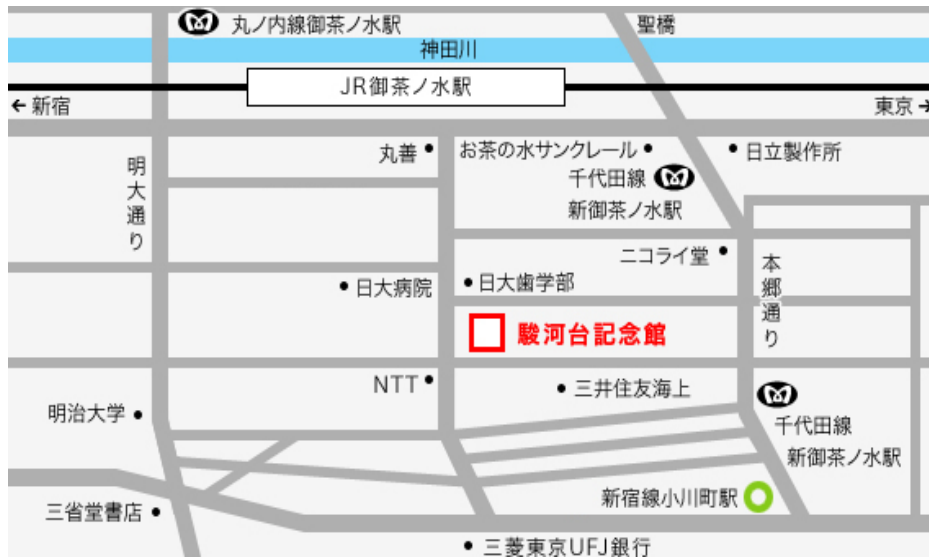 丸ノ内線御茶ノ水駅
聖橋
神田川
JR御茶ノ水駅
←新宿
東京→
丸善
お茶の水サンクレール
日立製作所
千代田線
新御茶ノ水駅
明大通り
ニコライ堂
本郷通り
日大病院
日大歯学部
駿河台記念館
NTT
三井住友海上
明治大学
千代田線
新御茶ノ水駅
新宿線小川町駅
三省堂書店
三菱東京UFJ銀行